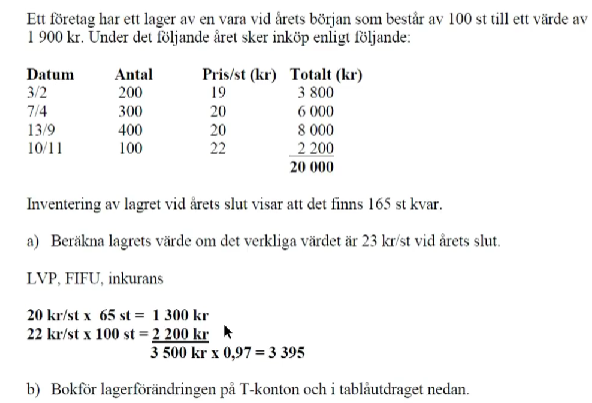 Ett företag har ett lager av en vara vid årets början som består av 100 st till ett värde av
1 900 kr. Under det följande året sker inköp enligt följande:
Datum Antal Pris/st (kr) Totalt (kr)
3/2 200 19 3 800
7/4 300 20 6 000
13/9 400 20 8 000
10/11 100 22 2 200
20 000
Inventering av lagret vid årets slut visar att det finns 165 st kvar.
a) Beräkna lagrets värde om det verkliga värdet är 23 kr/st vid årets slut.
LVP, FIFU, inkurans
20 kr/st x 65 st = 1 300 kr
22 kr/st x 100 st = 2 200 kr
3 500 kr x 0,97 = 3 395
b) Bokför lagerförändringen på T-konton och i tablåutdraget nedan.